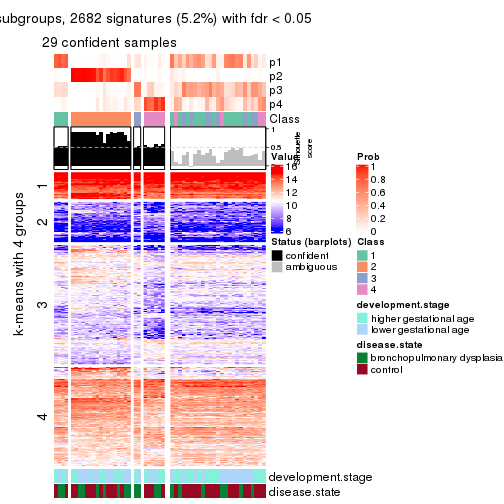 subgroups, 2682 signatures (5.2%) with fdr < 0.05
29 confident samples
p1
p2
p3
p4
Class
1
0.5
0
Silhouette
score
Value
16
14
12
10
8
6
Prob
1
0.8
0.6
0.4
0.2
0
Status (barplots)
confident
ambiguous
Class
1
2
3
4
development.stage
higher gestational age
lower gestational age
disease.state
bronchopulmonary dysplasia
control
k-means with 4 groups
1
2
3
4
development.stage
disease.state